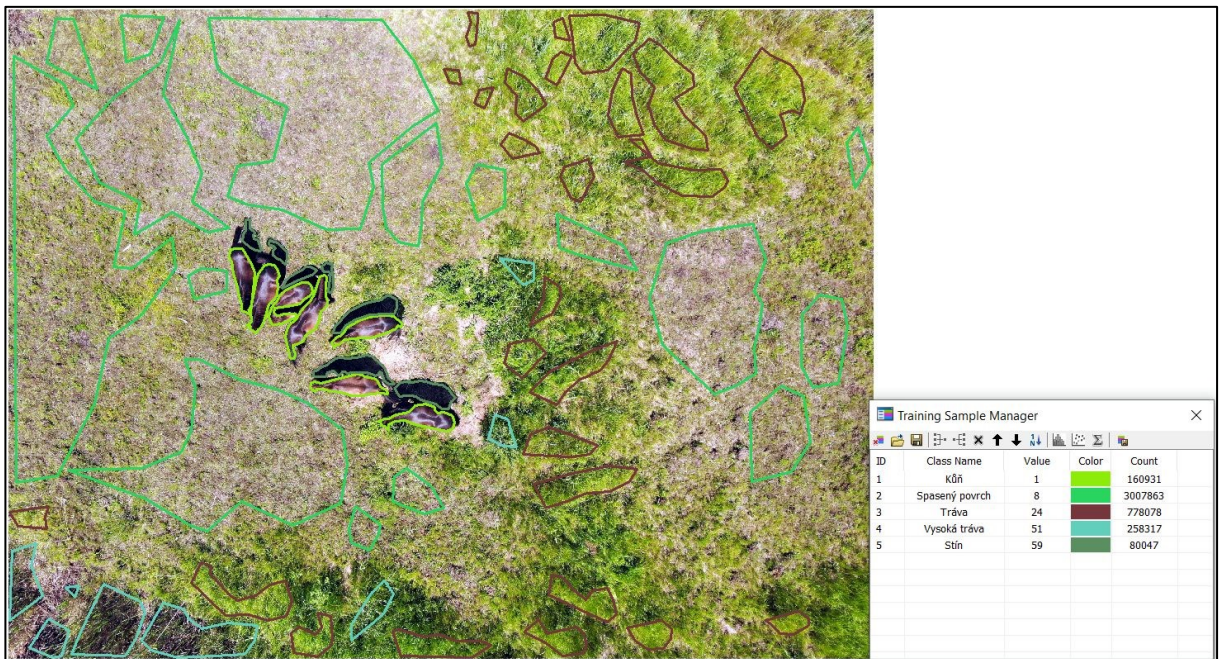 Training Sample Manager
ID Class Name Value Color Count
1 Kůň 1 160931
2 Spasený povrch 8 3007863
3 Tráva 24 778078
4 Vysoká tráva 51 258317
5 Stín 59 80047